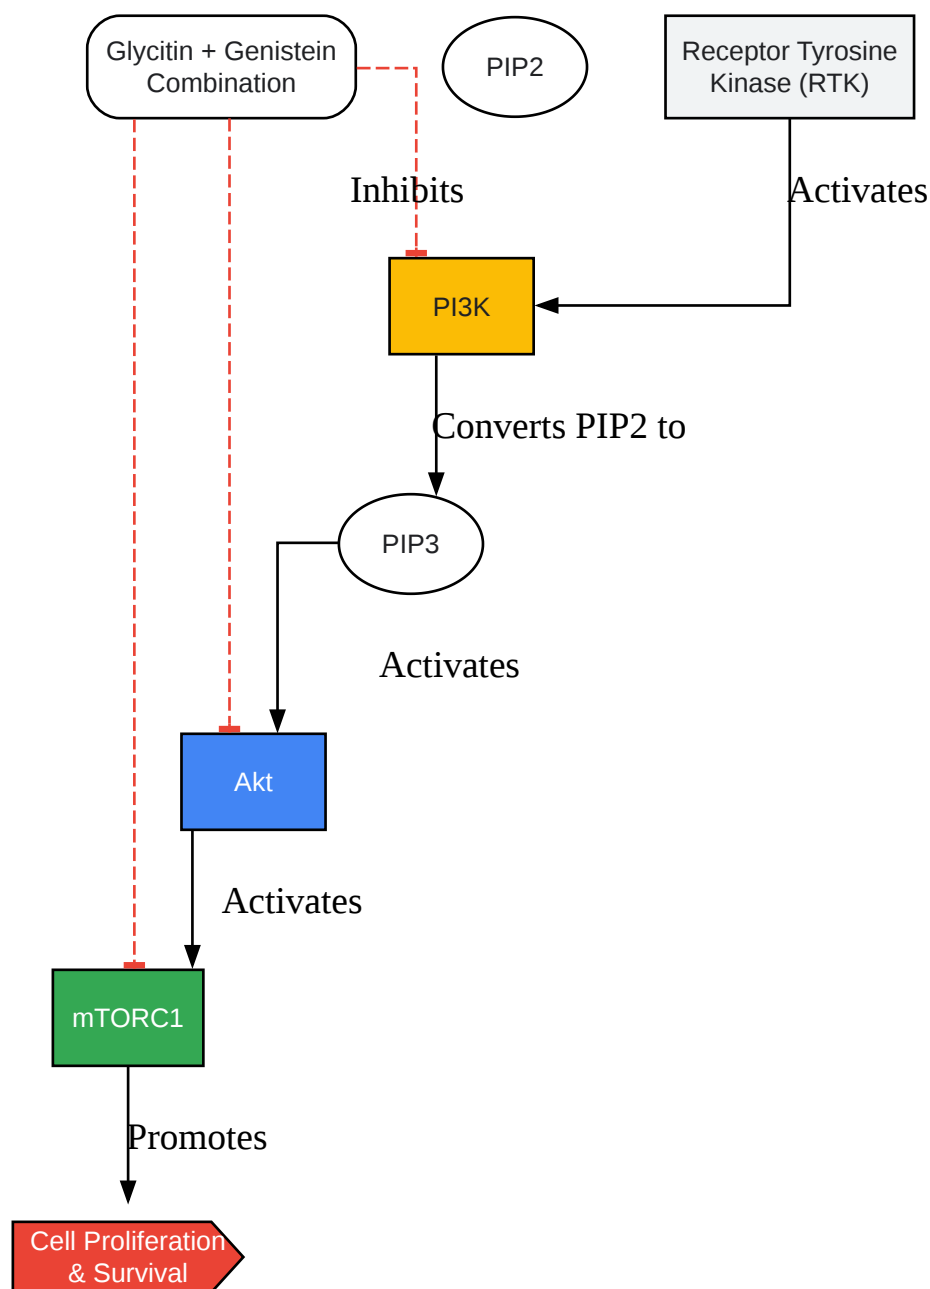 Glycitin + Genistein
Combination
PIP2
Receptor Tyrosine
Kinase (RTK)
Inhibits
Activates
PI3K
Converts PIP2 to
PIP3
Activates
Akt
Activates
mTORC1
Promotes
Cell Proliferation
& Survival